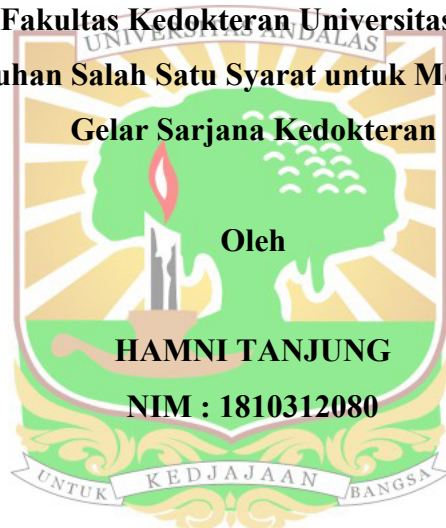 Fakultas Kedokteran Universitas
UNIVERSITAS ANDALAS
Salah Satu Syarat untuk
Gelar Sarjana Kedokteran
Oleh
HAMNI TANJUNG
NIM : 1810312080
UNTUK KEDJAJAAN BANGSA